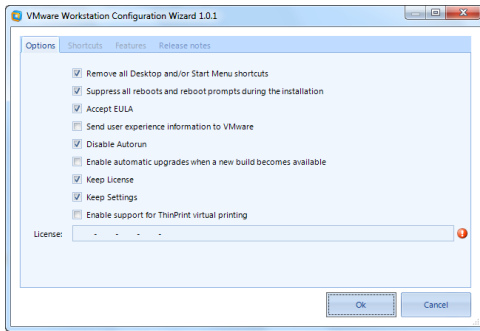 VMware Workstation Configuration Wizard 1.0.1
Options Shortcuts Features Release notes
Remove all Desktop and/or Start Menu shortcuts
Suppress all reboots and reboot prompts during the installation
Accept EULA
Send user experience information to VMware
Disable Autorun
Enable automatic upgrades when a new build becomes available
Keep License
Keep Settings
Enable support for ThinPrint virtual printing
License: - - - -
Ok Cancel